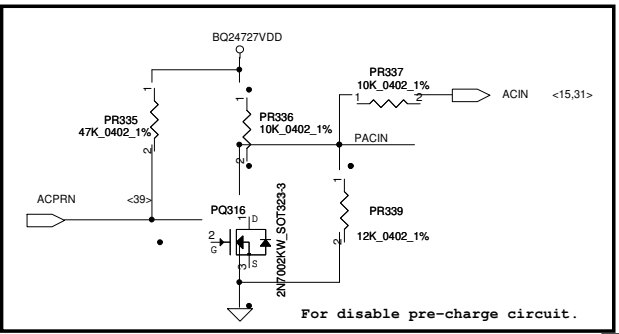 BQ24727VDD
1
PR335
47K_0402_1%
2
1
PR336
10K_0402_1%
2
PR337
10K_0402_1%
1 2
ACIN <15,31>
PACIN
ACPRN <39>
PQ316
1 D
2
G
3 S
2N7002KW_SOT323-3
1
PR339
12K_0402_1%
2
For disable pre-charge circuit.